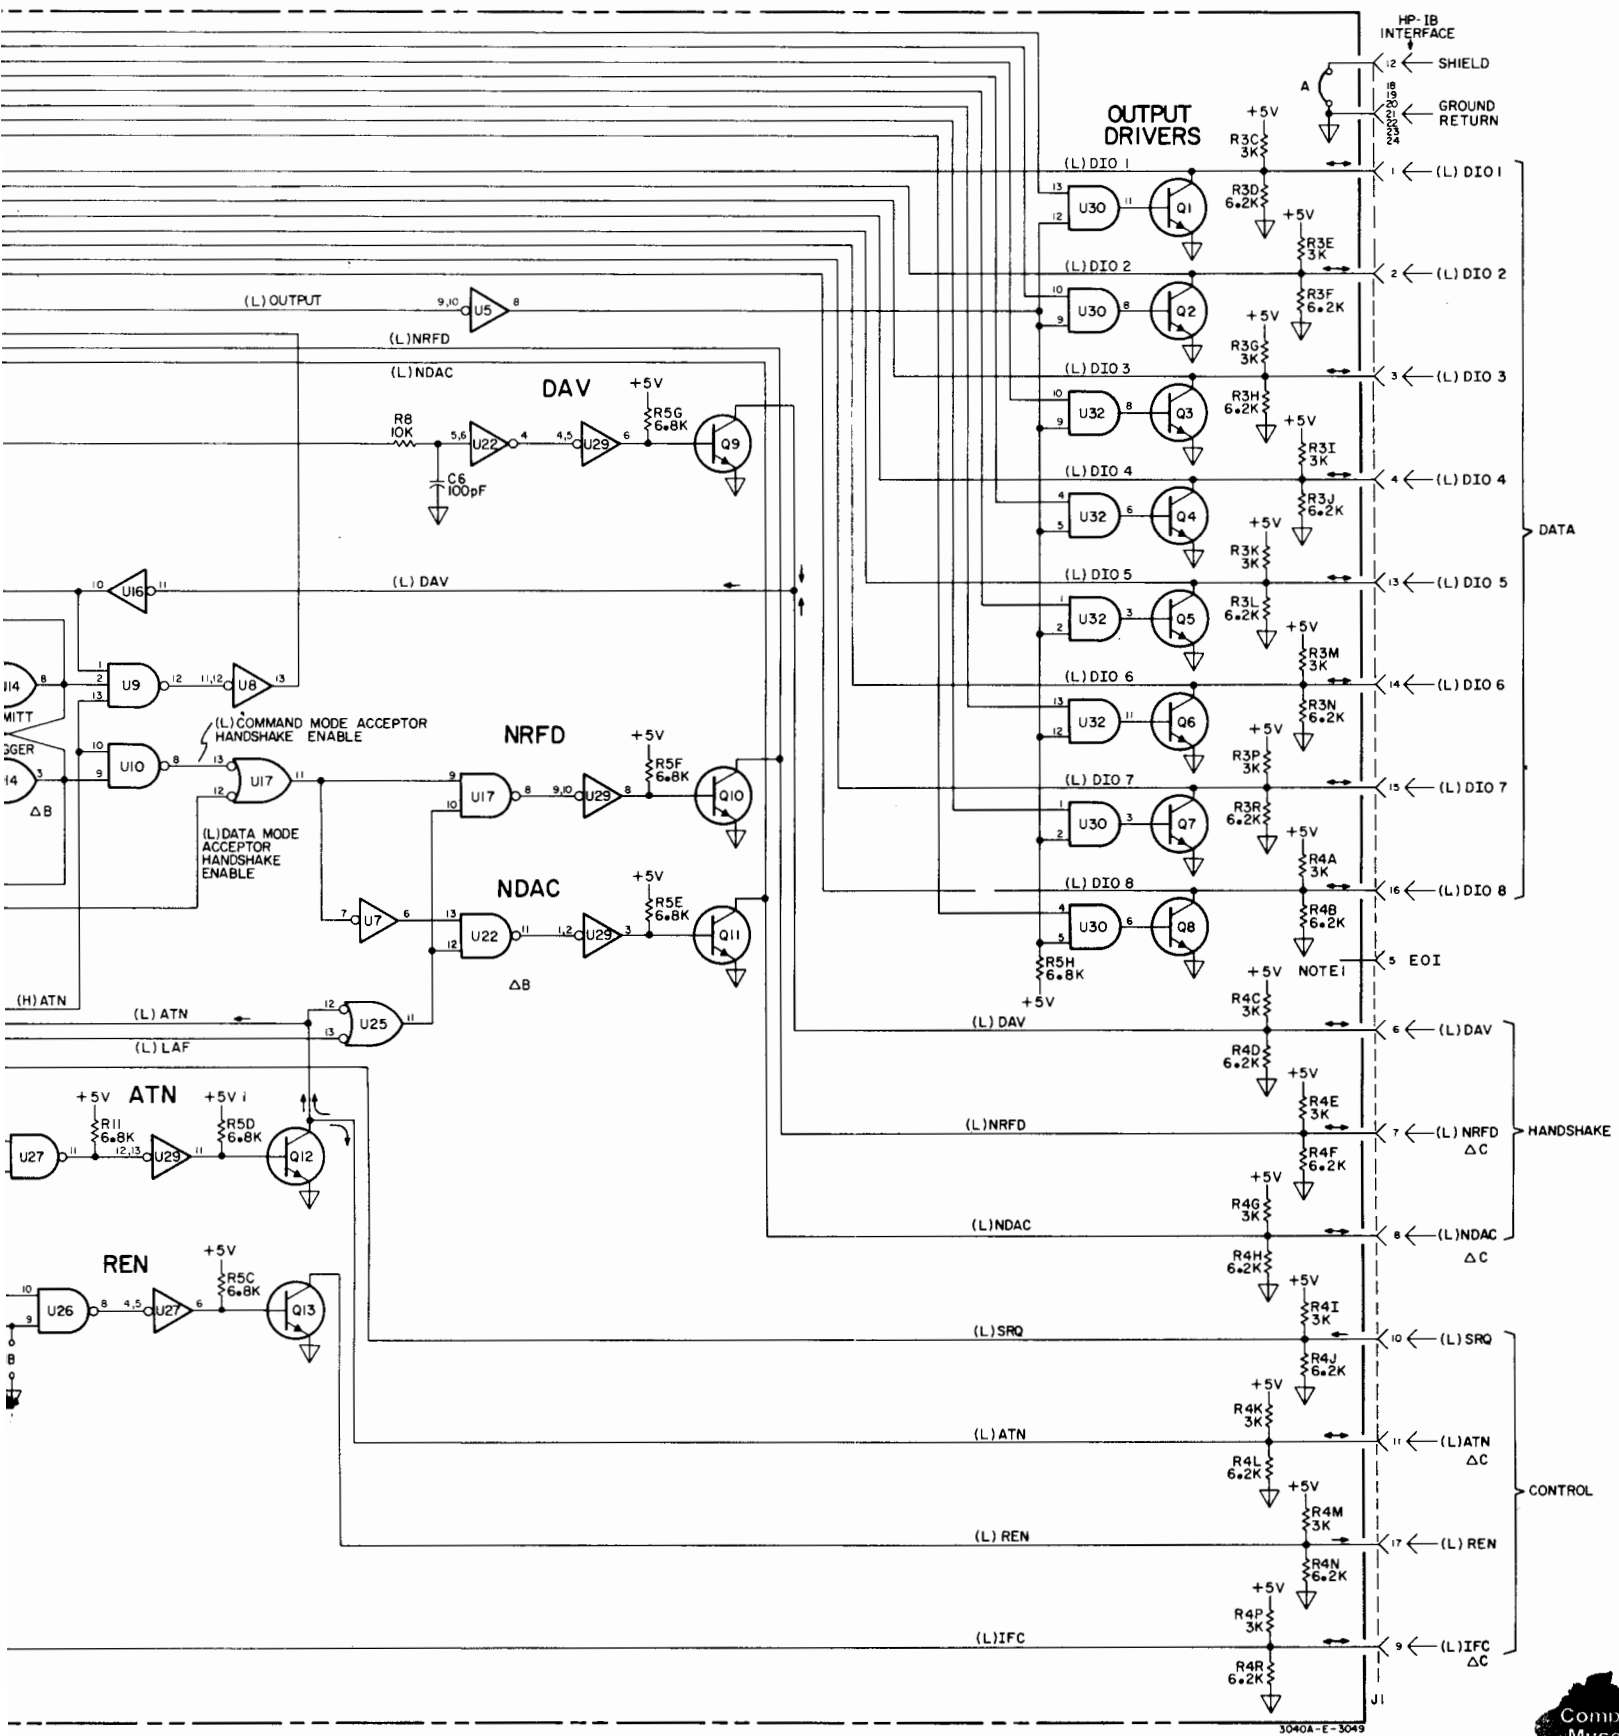 HP-IB
INTERFACE
12 SHIELD
A
18
19
20
21
22
23
24
GROUND
RETURN
OUTPUT
DRIVERS
+5V
R3C
3K
(L) DIO 1
1 (L) DIO 1
13
12
U30
11
Q1
R3D
6.2K
+5V
R3E
3K
(L) DIO 2
2 (L) DIO 2
(L) OUTPUT
9,10
U5
8
10
9
U30
8
Q2
R3F
6.2K
+5V
(L) NRFD
R3G
3K
(L) NDAC
(L) DIO 3
3 (L) DIO 3
DAV
+5V
R5G
6.8K
R8
10K
5,6
U22
4
4,5
U29
6
Q9
C6
100pF
10
9
U32
8
Q3
R3H
6.2K
+5V
R3I
3K
(L) DIO 4
4 (L) DIO 4
4
5
U32
6
Q4
R3J
6.2K
+5V
DATA
R3K
3K
(L) DIO 5
13 (L) DIO 5
10
U16
11
(L) DAV
1
2
U32
3
Q5
R3L
6.2K
+5V
R3M
3K
(L) DIO 6
14 (L) DIO 6
8
1
2
13
U9
12
11,12
U8
13
MITT
GGER
13
12
U32
11
Q6
R3N
6.2K
+5V
(L) COMMAND MODE ACCEPTOR
HANDSHAKE ENABLE
NRFD
+5V
R5F
6.8K
R3P
3K
(L) DIO 7
15 (L) DIO 7
3
10
9
U10
8
13
12
U17
11
9
10
U17
8
9,10
U29
8
Q10
△B
1
2
U30
3
Q7
R3R
6.2K
+5V
(L) DATA MODE
ACCEPTOR
HANDSHAKE
ENABLE
R4A
3K
(L) DIO 8
16 (L) DIO 8
NDAC
+5V
R5E
6.8K
7
U7
6
13
12
U22
11
1,2
U29
3
Q11
△B
4
5
U30
6
Q8
R4B
6.2K
R5H
6.8K
+5V
5 EOI
NOTE 1
+5V
R4C
3K
(H) ATN
(L) ATN
(L) LAF
12
13
U25
11
(L) DAV
6 (L) DAV
R4D
6.2K
+5V
ATN
+5V
R11
6.8K
+5V
R5D
6.8K
U27
11
12,13
U29
11
Q12
R4E
3K
(L) NRFD
7 (L) NRFD
△C
HANDSHAKE
R4F
6.2K
+5V
R4G
3K
(L) NDAC
8 (L) NDAC
△C
R4H
6.2K
+5V
REN
+5V
R5C
6.8K
10
9
U26
8
4,5
U27
6
Q13
B
R4I
3K
(L) SRQ
10 (L) SRQ
R4J
6.2K
+5V
R4K
3K
(L) ATN
11 (L) ATN
△C
R4L
6.2K
+5V
CONTROL
R4M
3K
(L) REN
17 (L) REN
R4N
6.2K
+5V
R4P
3K
(L) IFC
9 (L) IFC
△C
R4R
6.2K
J1
3040A-E-3049